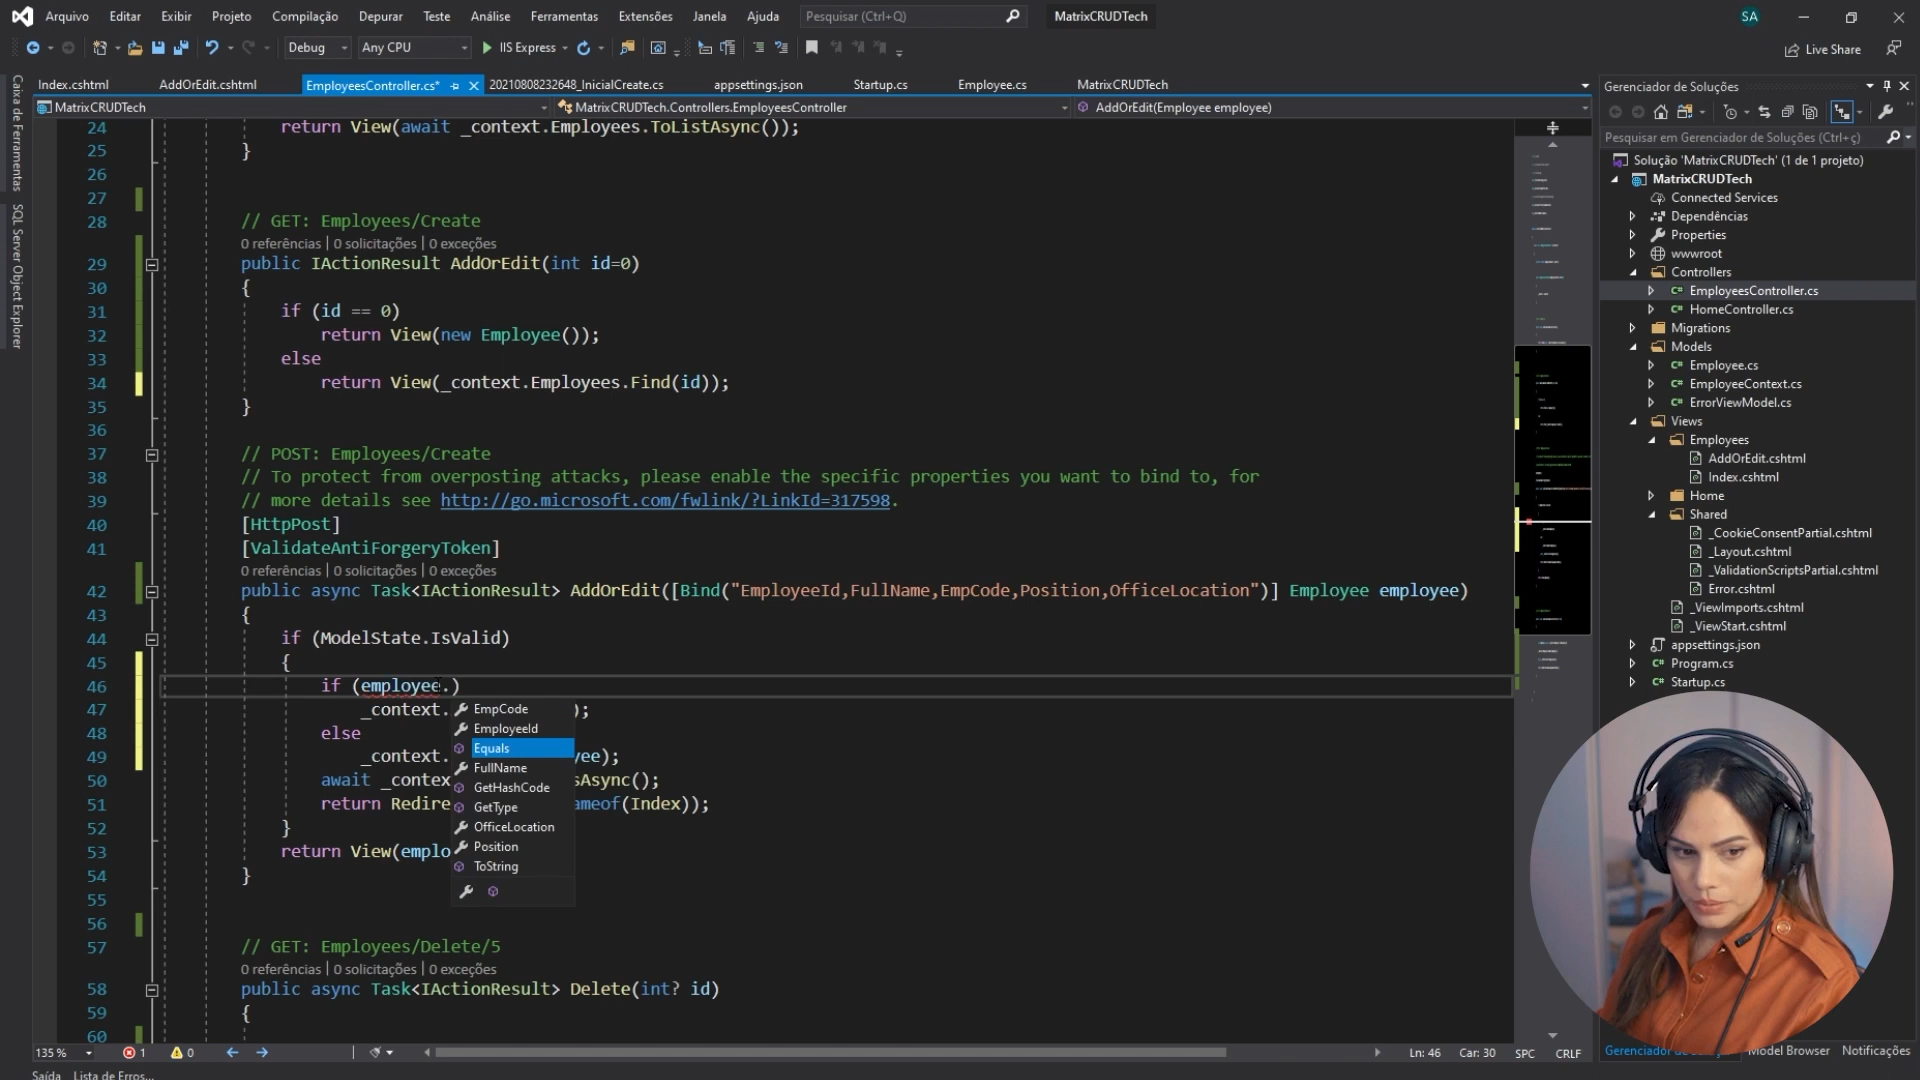 Arquivo Editar Exibir Projeto Compilação Depurar Teste Análise Ferramentas Extensões Janela Ajuda Pesquisar (Ctrl+Q) MatrixCRUDTech SA
Debug Any CPU IIS Express Live Share
Index.cshtml AddOrEdit.cshtml EmployeesController.cs* 20210808232648_InicialCreate.cs appsettings.json Startup.cs Employee.cs MatrixCRUDTech
MatrixCRUDTech MatrixCRUDTech.Controllers.EmployeesController AddOrEdit(Employee employee)
Caixa de Ferramentas
SQL Server Object Explorer
24 return View(await _context.Employees.ToListAsync());
25 }
26
27
28 // GET: Employees/Create
0 referências | 0 solicitações | 0 exceções
29 public IActionResult AddOrEdit(int id=0)
30 {
31 if (id == 0)
32 return View(new Employee());
33 else
34 return View(_context.Employees.Find(id));
35 }
36
37 // POST: Employees/Create
38 // To protect from overposting attacks, please enable the specific properties you want to bind to, for
39 // more details see http://go.microsoft.com/fwlink/?LinkId=317598.
40 [HttpPost]
41 [ValidateAntiForgeryToken]
0 referências | 0 solicitações | 0 exceções
42 public async Task<IActionResult> AddOrEdit([Bind("EmployeeId,FullName,EmpCode,Position,OfficeLocation")] Employee employee)
43 {
44 if (ModelState.IsValid)
45 {
46 if (employee.)
47 _context. );
48 else
49 _context. yee);
50 await _contex sAsync();
51 return Redire ameof(Index));
52 }
53 return View(emplo
54 }
55
56
57 // GET: Employees/Delete/5
0 referências | 0 solicitações | 0 exceções
58 public async Task<IActionResult> Delete(int? id)
59 {
60
EmpCode
EmployeeId
Equals
FullName
GetHashCode
GetType
OfficeLocation
Position
ToString
135 % 1 0 Ln: 46 Car: 30 SPC CRLF
Saída Lista de Erros...
Gerenciador de Soluções
Pesquisar em Gerenciador de Soluções (Ctrl+ç)
Solução 'MatrixCRUDTech' (1 de 1 projeto)
MatrixCRUDTech
Connected Services
Dependências
Properties
wwwroot
Controllers
C# EmployeesController.cs
C# HomeController.cs
Migrations
Models
C# Employee.cs
C# EmployeeContext.cs
C# ErrorViewModel.cs
Views
Employees
AddOrEdit.cshtml
Index.cshtml
Home
Shared
_CookieConsentPartial.cshtml
_Layout.cshtml
_ValidationScriptsPartial.cshtml
Error.cshtml
_ViewImports.cshtml
_ViewStart.cshtml
appsettings.json
C# Program.cs
C# Startup.cs
Gerenciador Model Browser Notificações